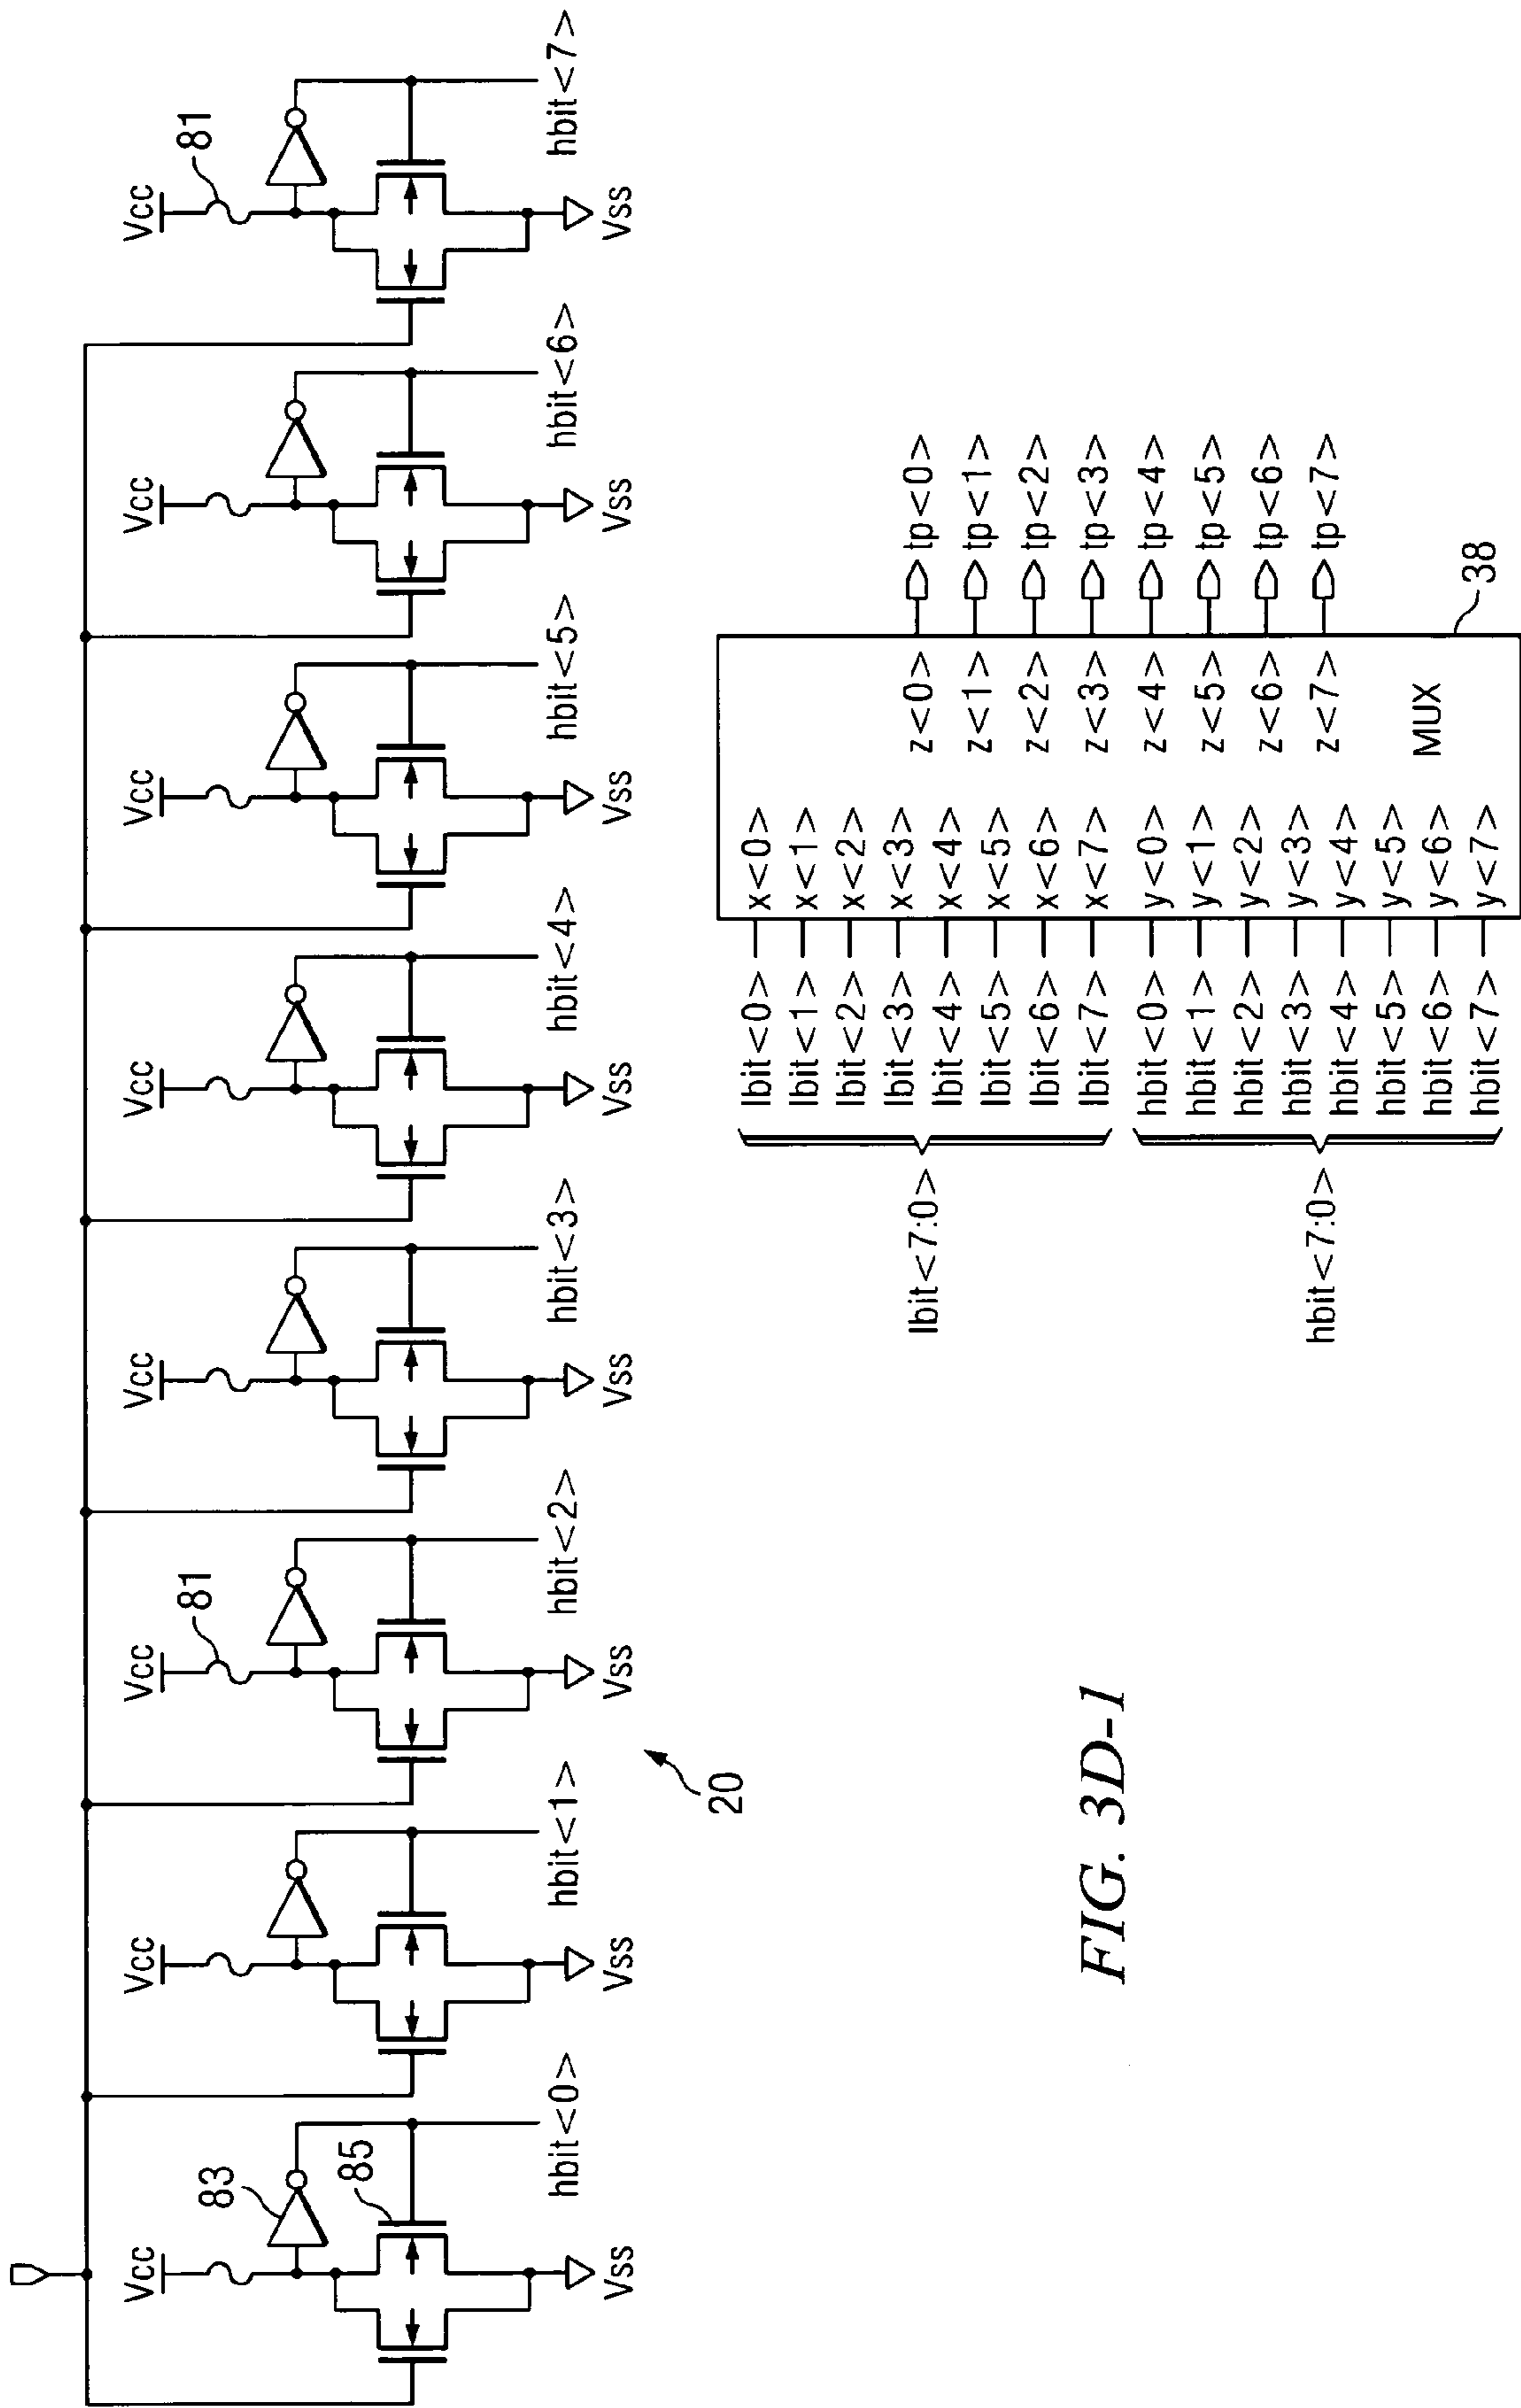 Vcc Vcc Vcc Vcc Vcc Vcc Vcc Vcc
83 81 81
85
hbit<0> hbit<1> hbit<2> hbit<3> hbit<4> hbit<5> hbit<6> hbit<7>
Vss Vss Vss Vss Vss Vss Vss Vss
20
lbit<7:0>
lbit<0> x<0>
lbit<1> x<1>
lbit<2> x<2>
lbit<3> x<3>
lbit<4> x<4>
lbit<5> x<5>
lbit<6> x<6>
lbit<7> x<7>
hbit<7:0>
hbit<0> y<0>
hbit<1> y<1>
hbit<2> y<2>
hbit<3> y<3>
hbit<4> y<4>
hbit<5> y<5>
hbit<6> y<6>
hbit<7> y<7>
z<0> tp<0>
z<1> tp<1>
z<2> tp<2>
z<3> tp<3>
z<4> tp<4>
z<5> tp<5>
z<6> tp<6>
z<7> tp<7>
MUX
38
FIG. 3D-1